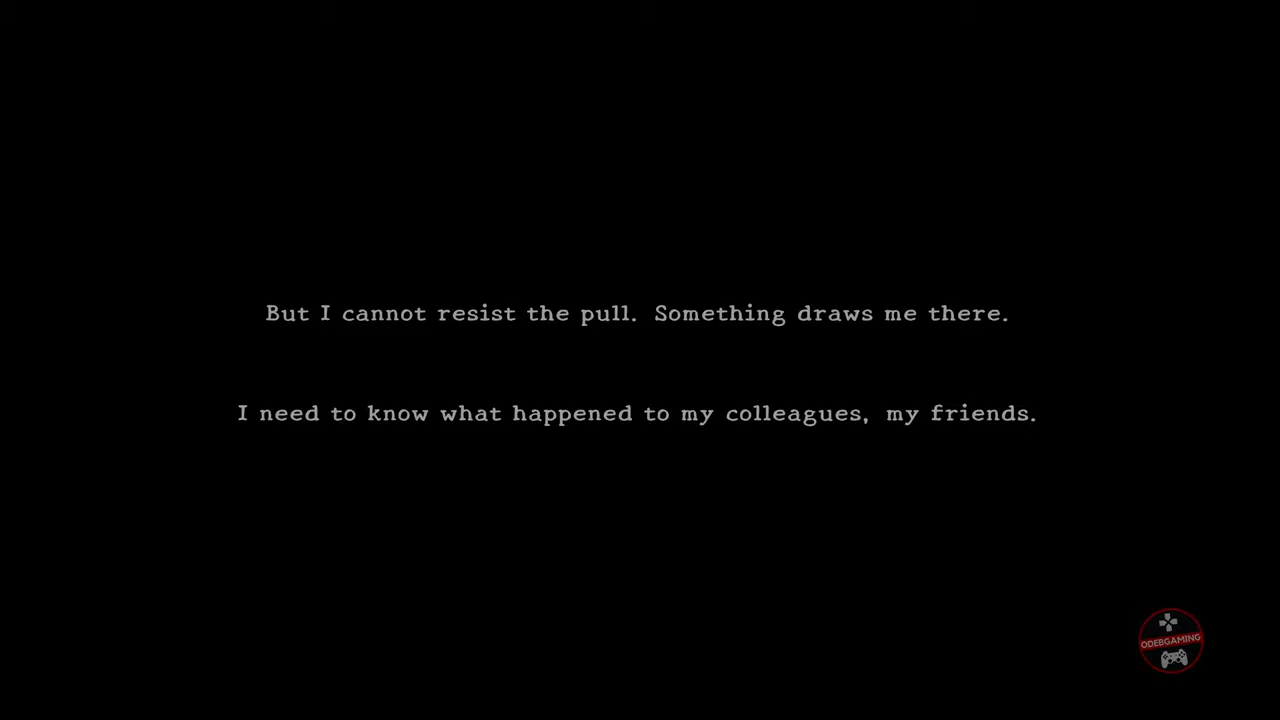 But I cannot resist the pull. Something draws me there.
I need to know what happened to my colleagues, my friends.
ODEBGAMING